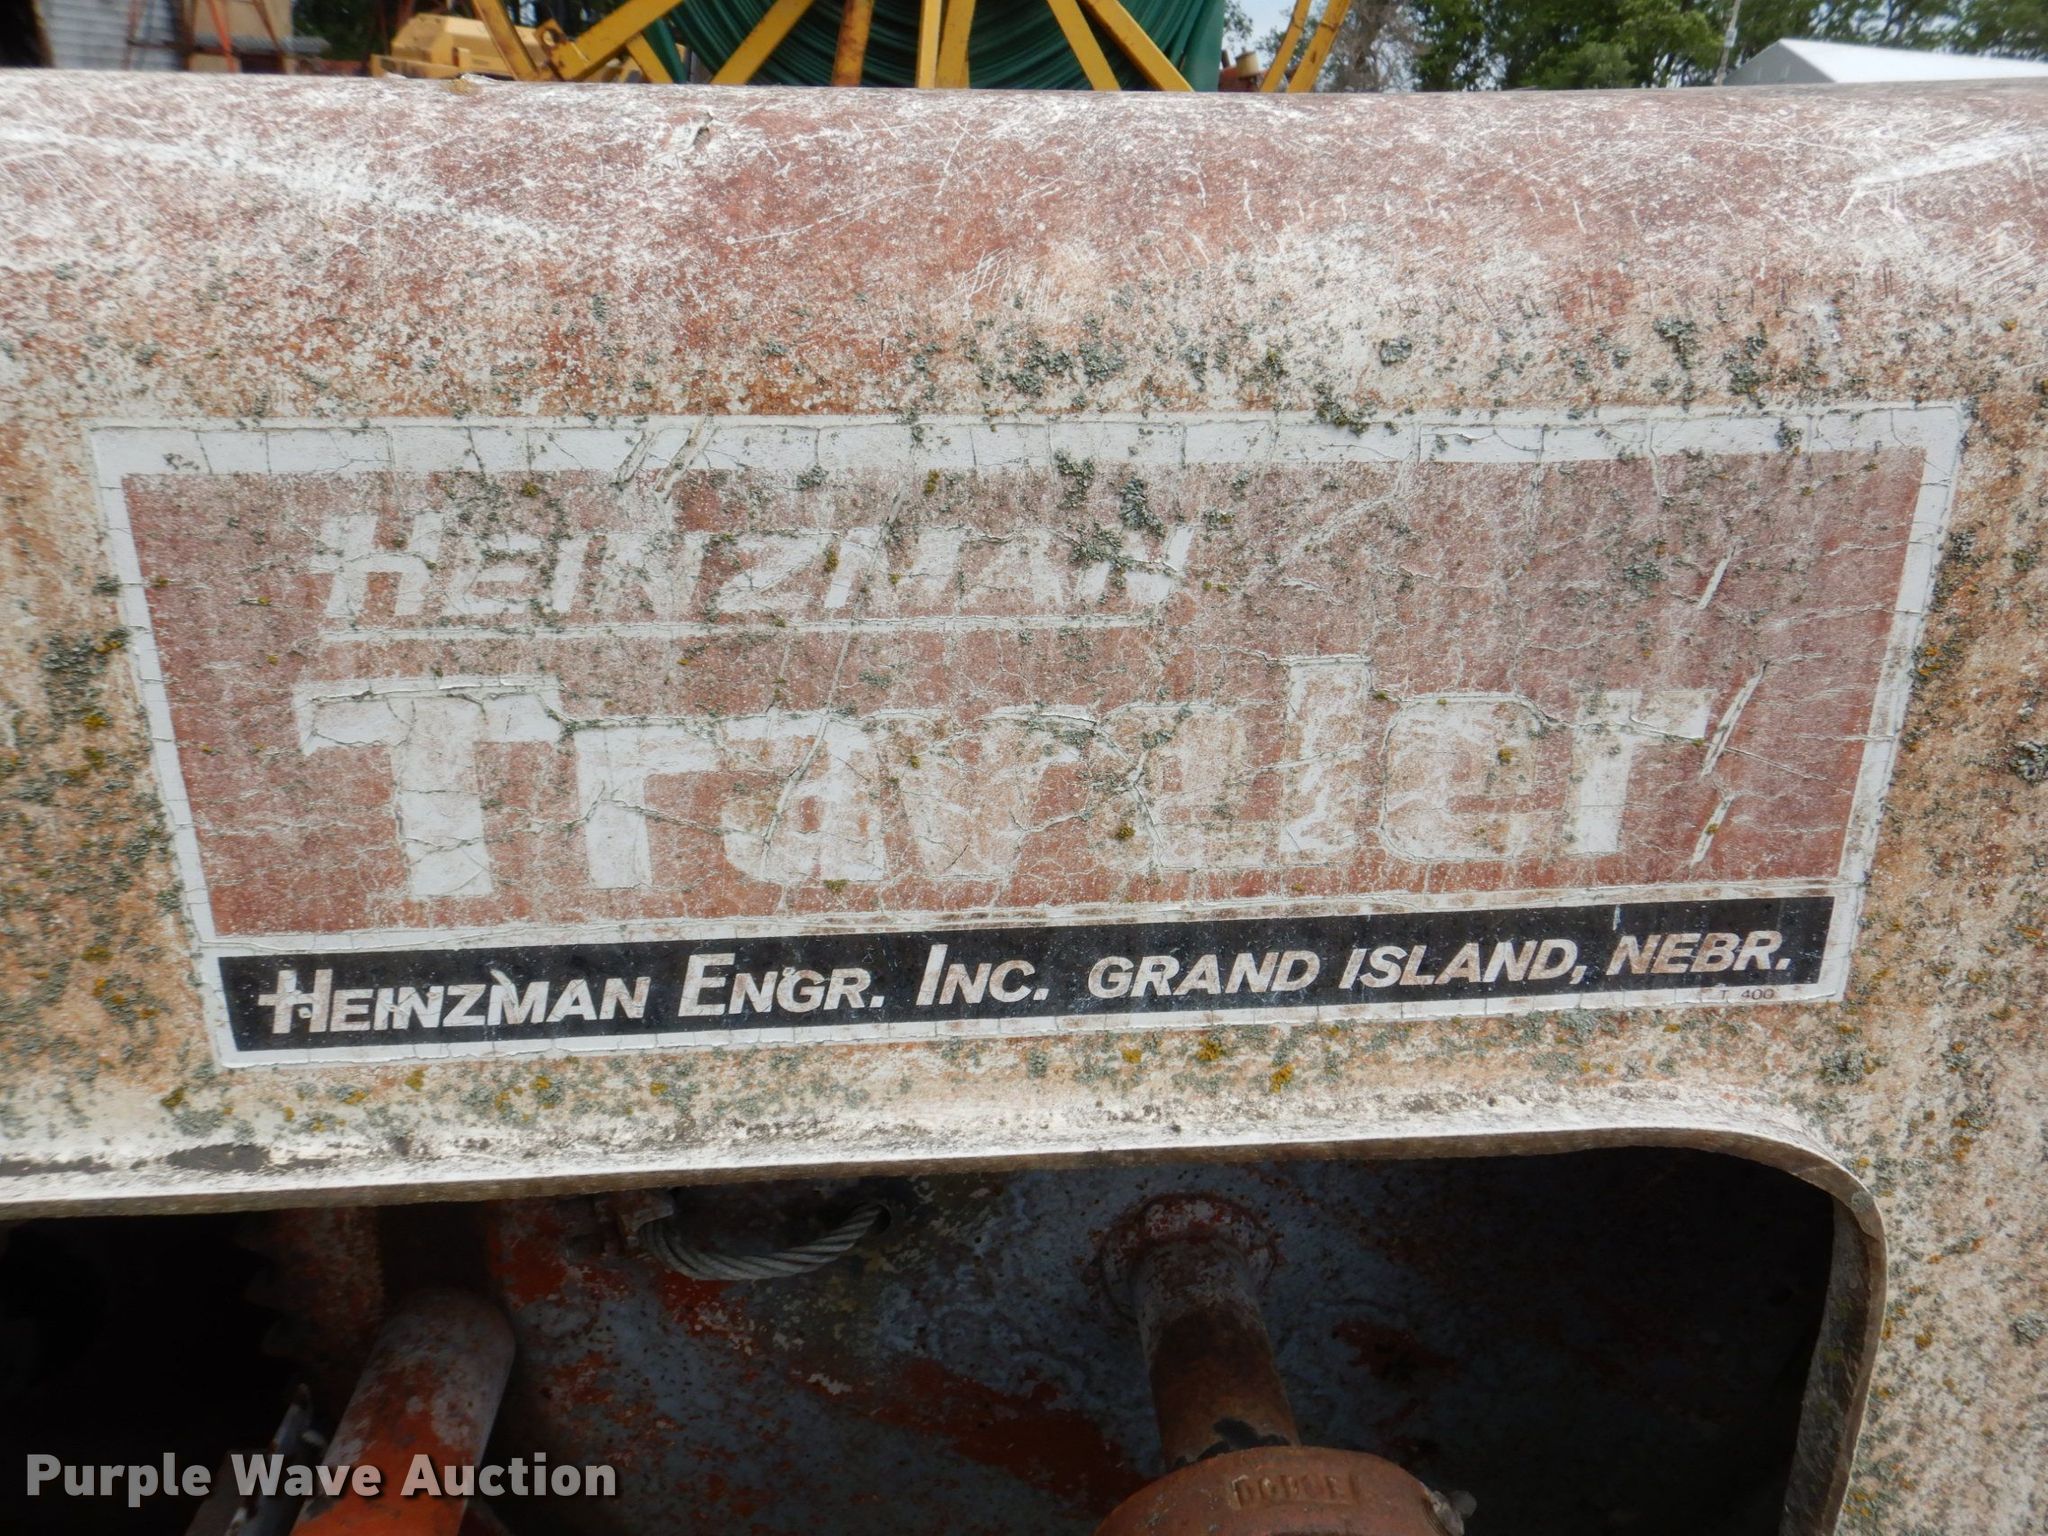 HEINZMAN
Traveler
HEINZMAN ENGR. INC. GRAND ISLAND, NEBR.
T. 400
Purple Wave Auction